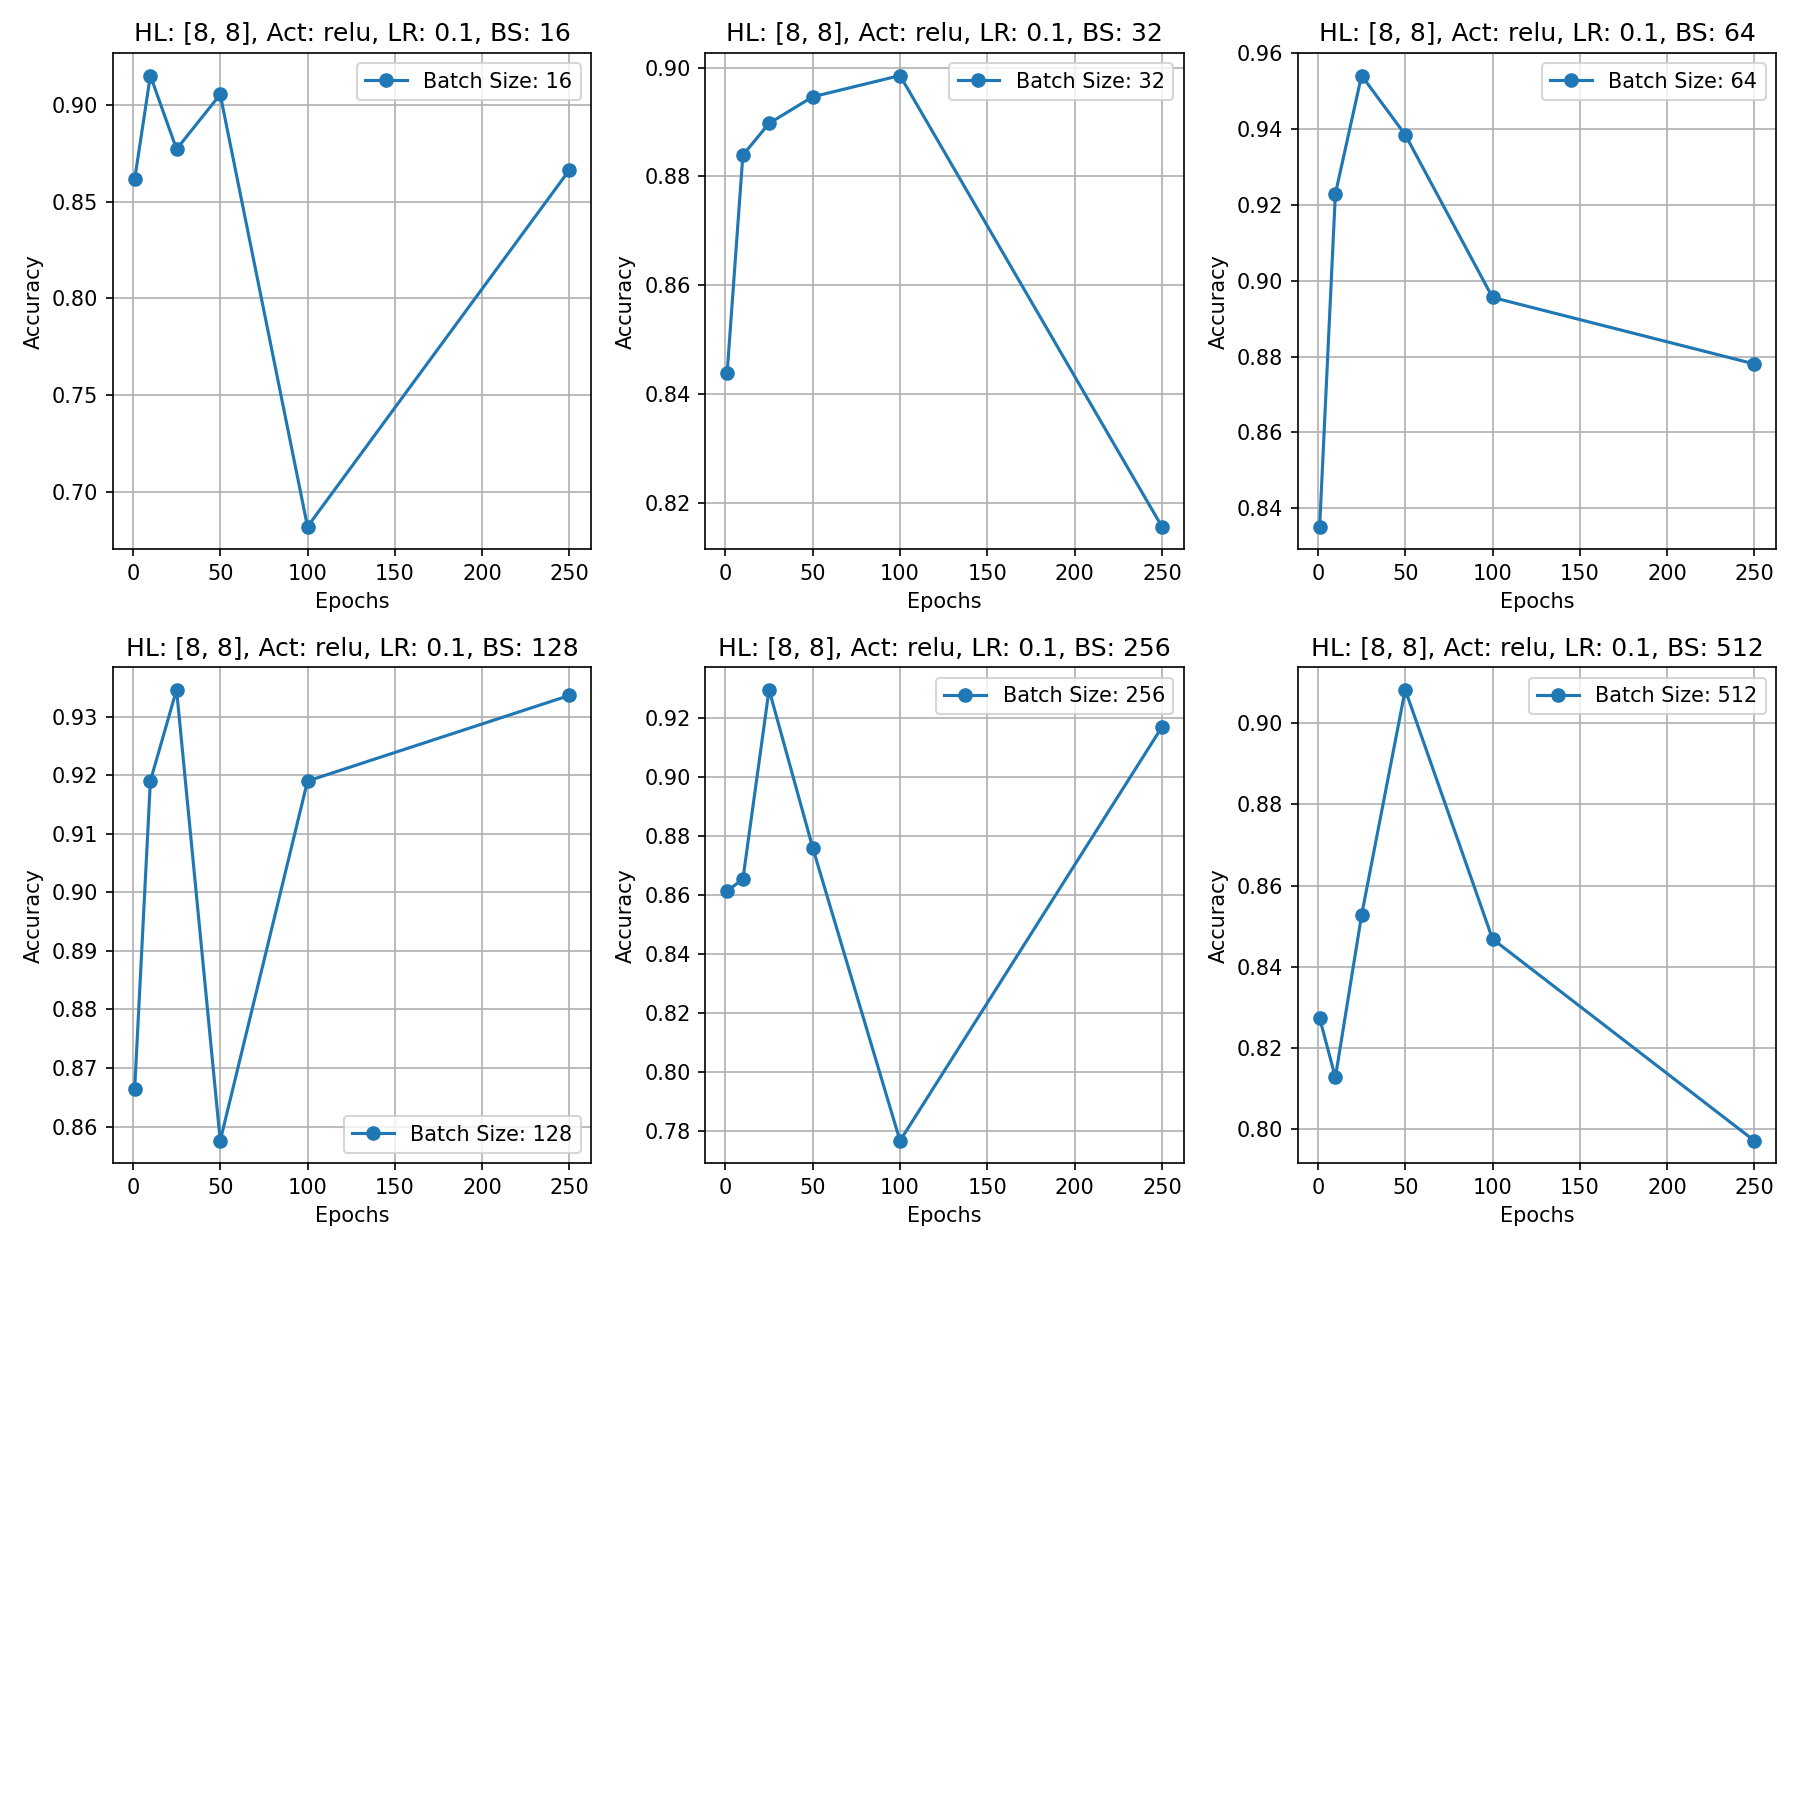 HL: [8, 8], Act: relu, LR: 0.1, BS: 16
Batch Size: 16
Accuracy
0.90
0.85
0.80
0.75
0.70
0 50 100 150 200 250
Epochs
HL: [8, 8], Act: relu, LR: 0.1, BS: 32
Batch Size: 32
Accuracy
0.90
0.88
0.86
0.84
0.82
0 50 100 150 200 250
Epochs
HL: [8, 8], Act: relu, LR: 0.1, BS: 64
Batch Size: 64
Accuracy
0.96
0.94
0.92
0.90
0.88
0.86
0.84
0 50 100 150 200 250
Epochs
HL: [8, 8], Act: relu, LR: 0.1, BS: 128
Accuracy
0.93
0.92
0.91
0.90
0.89
0.88
0.87
0.86
Batch Size: 128
0 50 100 150 200 250
Epochs
HL: [8, 8], Act: relu, LR: 0.1, BS: 256
Batch Size: 256
Accuracy
0.92
0.90
0.88
0.86
0.84
0.82
0.80
0.78
0 50 100 150 200 250
Epochs
HL: [8, 8], Act: relu, LR: 0.1, BS: 512
Batch Size: 512
Accuracy
0.90
0.88
0.86
0.84
0.82
0.80
0 50 100 150 200 250
Epochs